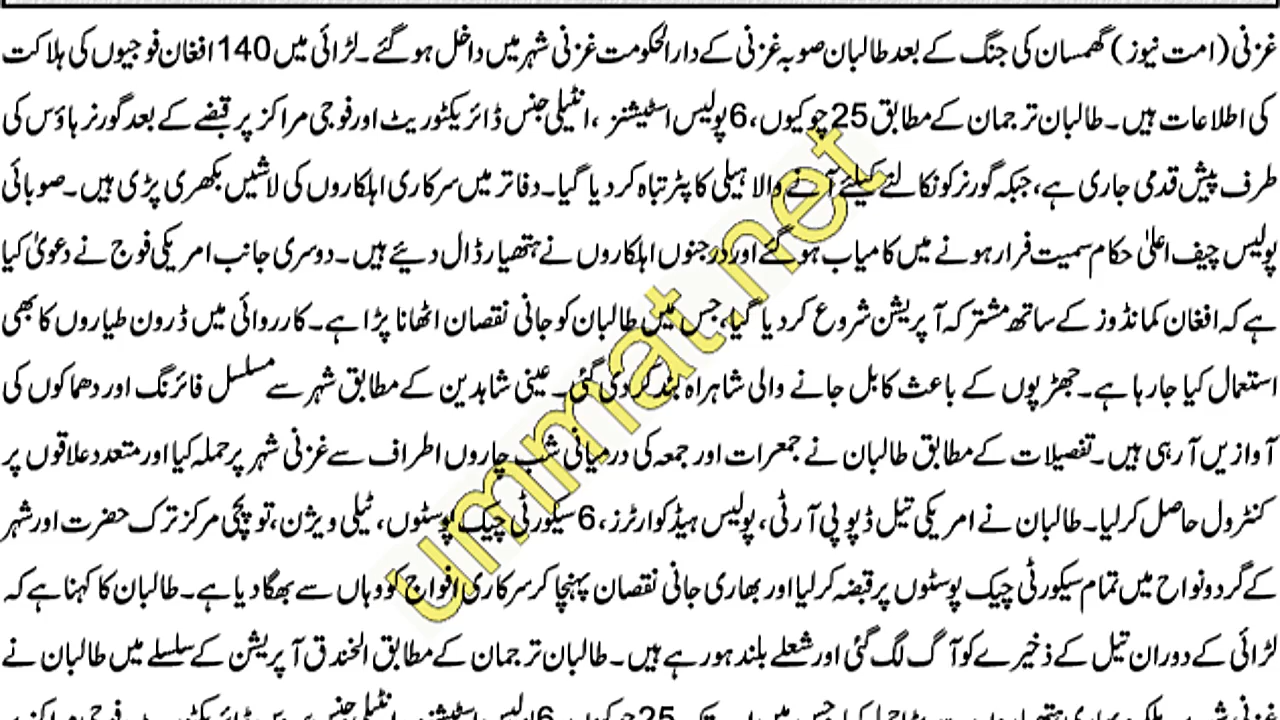 غزنی (امت نیوز) گھمسان کی جنگ کے بعد طالبان صوبہ غزنی کے دارالحکومت غزنی شہر میں داخل ہوگئے۔ لڑائی میں 140 افغان فوجیوں کی ہلاکت
کی اطلاعات ہیں۔ طالبان ترجمان کے مطابق 25 چوکیوں، 6 پولیس اسٹیشنز، انٹیلی جنس ڈائریکٹوریٹ اور فوجی مراکز پر قبضے کے بعد گورنر ہاؤس کی
طرف پیش قدمی جاری ہے، جبکہ گورنر کو نکالنے کیلئے آنے والا ہیلی کاپٹر تباہ کر دیا گیا۔ دفاتر میں سرکاری اہلکاروں کی لاشیں بکھری پڑی ہیں۔ صوبائی
پولیس چیف اعلیٰ حکام سمیت فرار ہونے میں کامیاب ہوگئے اور درجنوں اہلکاروں نے ہتھیار ڈال دیئے ہیں۔ دوسری جانب امریکی فوج نے دعویٰ کیا
ہے کہ افغان کمانڈوز کے ساتھ مشترکہ آپریشن شروع کر دیا گیا، جس میں طالبان کو جانی نقصان اٹھانا پڑا ہے۔ کارروائی میں ڈرون طیاروں کا بھی
استعمال کیا جا رہا ہے۔ جھڑپوں کے باعث کابل جانے والی شاہراہ بند کر دی گئی۔ عینی شاہدین کے مطابق شہر سے مسلسل فائرنگ اور دھماکوں کی
آوازیں آ رہی ہیں۔ تفصیلات کے مطابق طالبان نے جمعرات اور جمعہ کی درمیانی شب چاروں اطراف سے غزنی شہر پر حملہ کیا اور متعدد علاقوں پر
کنٹرول حاصل کر لیا۔ طالبان نے امریکی تیل ڈپو پی آر ٹی، پولیس ہیڈ کوارٹرز، 6 سیکورٹی چیک پوسٹوں، ٹیلی ویژن، توپچی مرکز ترک حضرت اور شہر
کے گرد و نواح میں تمام سیکورٹی چیک پوسٹوں پر قبضہ کر لیا اور بھاری جانی نقصان پہنچا کر سرکاری افواج کو وہاں سے بھگا دیا ہے۔ طالبان کا کہنا ہے کہ
لڑائی کے دوران تیل کے ذخیرے کو آگ لگ گئی اور شعلے بلند ہو رہے ہیں۔ طالبان ترجمان کے مطابق الخندق آپریشن کے سلسلے میں طالبان نے
ummat.net